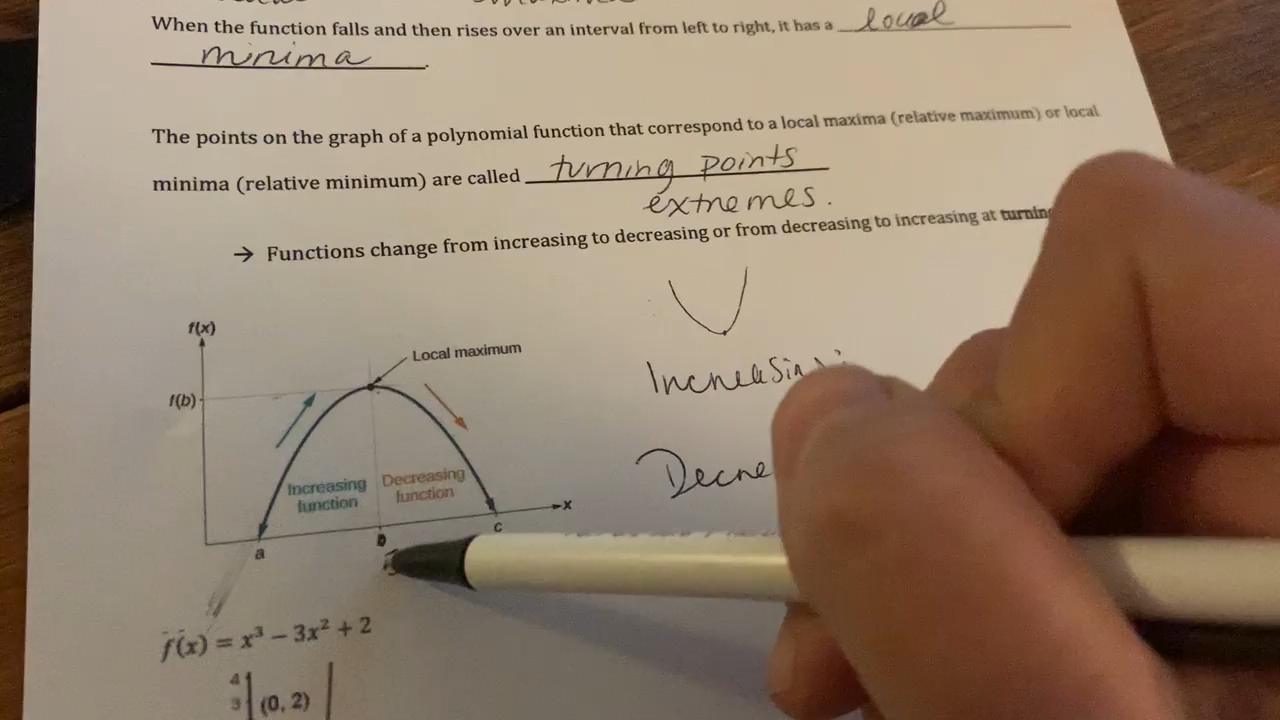 When the function falls and then rises over an interval from left to right, it has a local
minima.
The points on the graph of a polynomial function that correspond to a local maxima (relative maximum) or local
minima (relative minimum) are called turning points
extremes.
→ Functions change from increasing to decreasing or from decreasing to increasing at turning
f(x)
Local maximum
Increasing
f(b)
Decreasing function
Increasing function
x
c
b
a
f(x) = x³ − 3x² + 2
4
3
(0, 2)